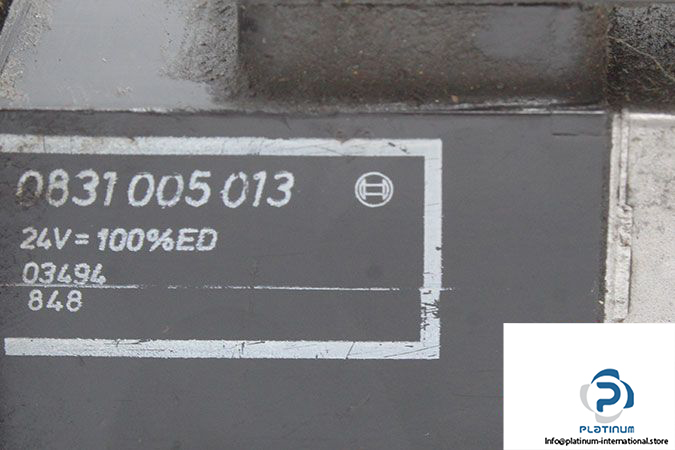 0831 005 013
24V = 100%ED
03494
848
PLATINUM
Info@platinum-international.store